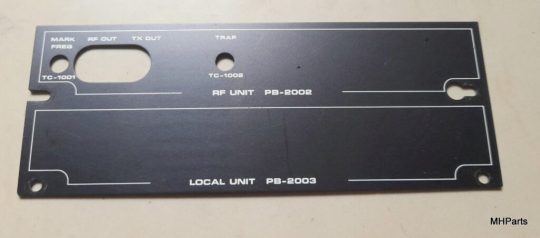 MARK RF OUT TX OUT TRAP
FREQ
TC-1001 TC-1002
RF UNIT PB-2002
LOCAL UNIT PB-2003
MHParts